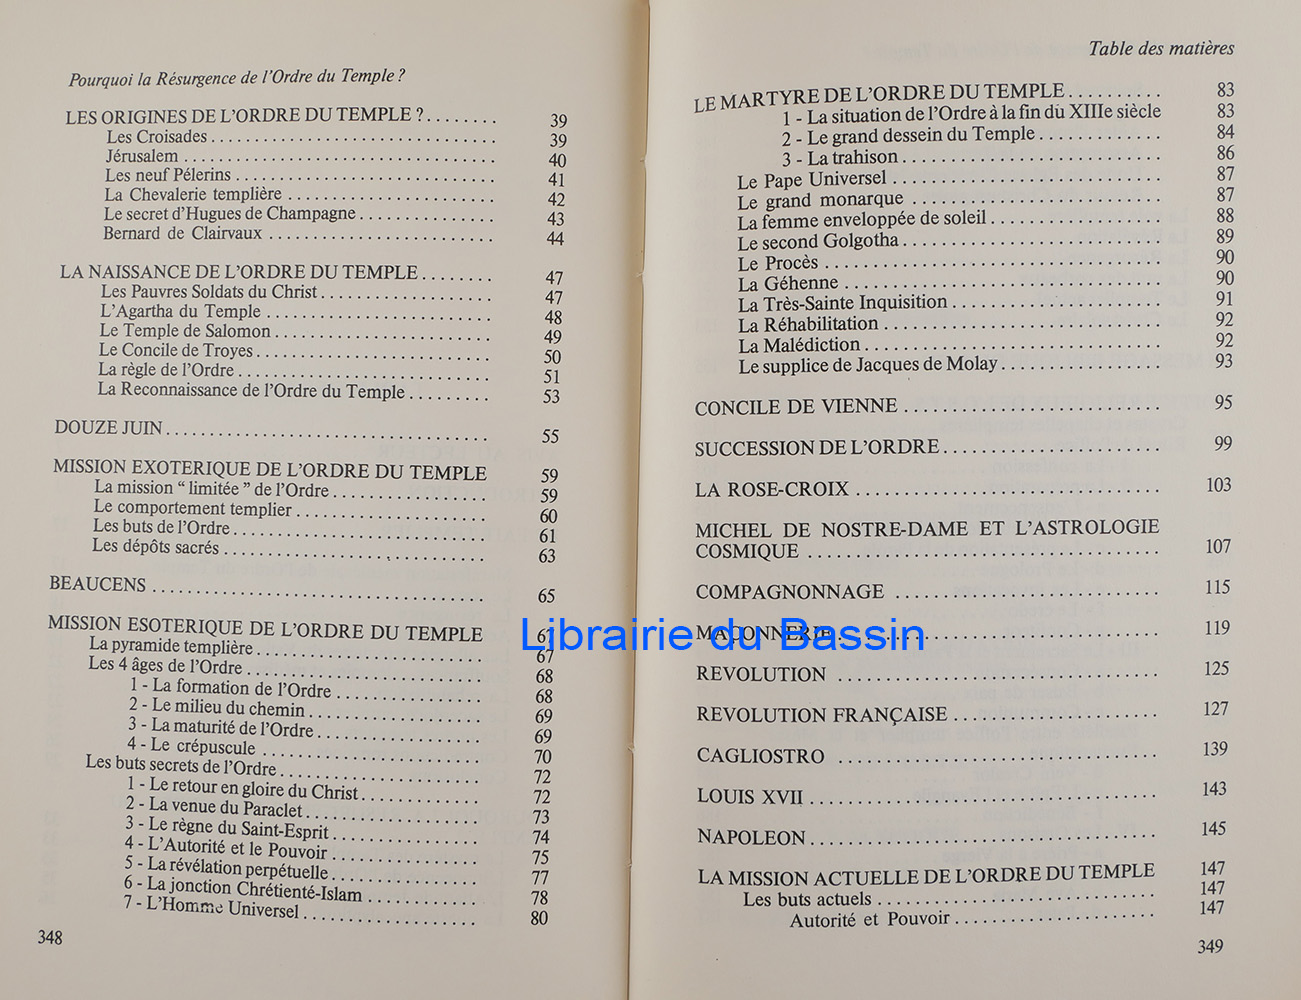 Pourquoi la Résurgence de l'Ordre du Temple ?
LES ORIGINES DE L'ORDRE DU TEMPLE ? ........ 39
Les Croisades .............................. 39
Jérusalem .............................. 40
Les neuf Pélerins .............................. 41
La Chevalerie templière ...................... 42
Le secret d'Hugues de Champagne ............... 43
Bernard de Clairvaux ........................ 44
LA NAISSANCE DE L'ORDRE DU TEMPLE ........ 47
Les Pauvres Soldats du Christ .................. 47
L'Agartha du Temple ........................ 48
Le Temple de Salomon ........................ 49
Le Concile de Troyes ......................... 50
La règle de l'Ordre ........................... 51
La Reconnaissance de l'Ordre du Temple ......... 53
DOUZE JUIN .................................. 55
MISSION EXOTERIQUE DE L'ORDRE DU TEMPLE 59
La mission “ limitée ” de l'Ordre ................ 59
Le comportement templier .................... 60
Les buts de l'Ordre .......................... 61
Les dépôts sacrés ........................... 63
BEAUCENS .................................. 65
MISSION ESOTERIQUE DE L'ORDRE DU TEMPLE 67
La pyramide templière ........................ 67
Les 4 âges de l'Ordre ......................... 68
1 - La formation de l'Ordre ............... 68
2 - Le milieu du chemin .................. 69
3 - La maturité de l'Ordre ................. 69
4 - Le crépuscule ....................... 70
Les buts secrets de l'Ordre ..................... 72
1 - Le retour en gloire du Christ ............ 72
2 - La venue du Paraclet .................. 73
3 - Le règne du Saint-Esprit ............... 74
4 - L'Autorité et le Pouvoir ............... 75
5 - La révélation perpétuelle ............... 77
6 - La jonction Chrétienté-Islam ............ 78
7 - L'Homme Universel .................. 80
348
Table des matières
LE MARTYRE DE L'ORDRE DU TEMPLE .......... 83
1 - La situation de l'Ordre à la fin du XIIIe siècle 83
2 - Le grand dessein du Temple ............. 84
3 - La trahison .......................... 86
Le Pape Universel ........................... 87
Le grand monarque ......................... 87
La femme enveloppée de soleil .................. 88
Le second Golgotha .......................... 89
Le Procès ................................. 90
La Géhenne ............................... 90
La Très-Sainte Inquisition ..................... 91
La Réhabilitation ........................... 92
La Malédiction ............................. 92
Le supplice de Jacques de Molay ................ 93
CONCILE DE VIENNE .......................... 95
SUCCESSION DE L'ORDRE ...................... 99
LA ROSE-CROIX .............................. 103
MICHEL DE NOSTRE-DAME ET L'ASTROLOGIE
COSMIQUE .................................. 107
COMPAGNONNAGE .......................... 115
MAÇONNERIE ................................ 119
REVOLUTION ................................ 125
REVOLUTION FRANÇAISE .................... 127
CAGLIOSTRO ................................ 139
LOUIS XVII .................................. 143
NAPOLEON .................................. 145
LA MISSION ACTUELLE DE L'ORDRE DU TEMPLE 147
Les buts actuels ............................ 147
Autorité et Pouvoir .................... 147
349
Librairie du Bassin